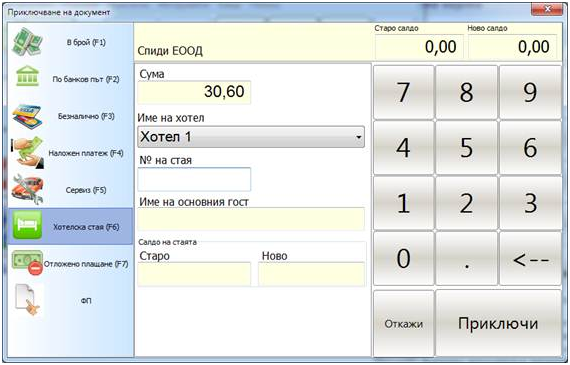 Приключване на документ
В брой (F1)
По банков път (F2)
Безналично (F3)
Наложен платеж (F4)
Сервиз (F5)
Хотелска стая (F6)
Отложено плащане (F7)
ФП
Спиди ЕООД
Старо салдо
Ново салдо
0,00
0,00
Сума
30,60
Име на хотел
Хотел 1
№ на стая
Име на основния гост
Салдо на стаята
Старо
Ново
7 8 9
4 5 6
1 2 3
0 . <--
Откажи
Приключи